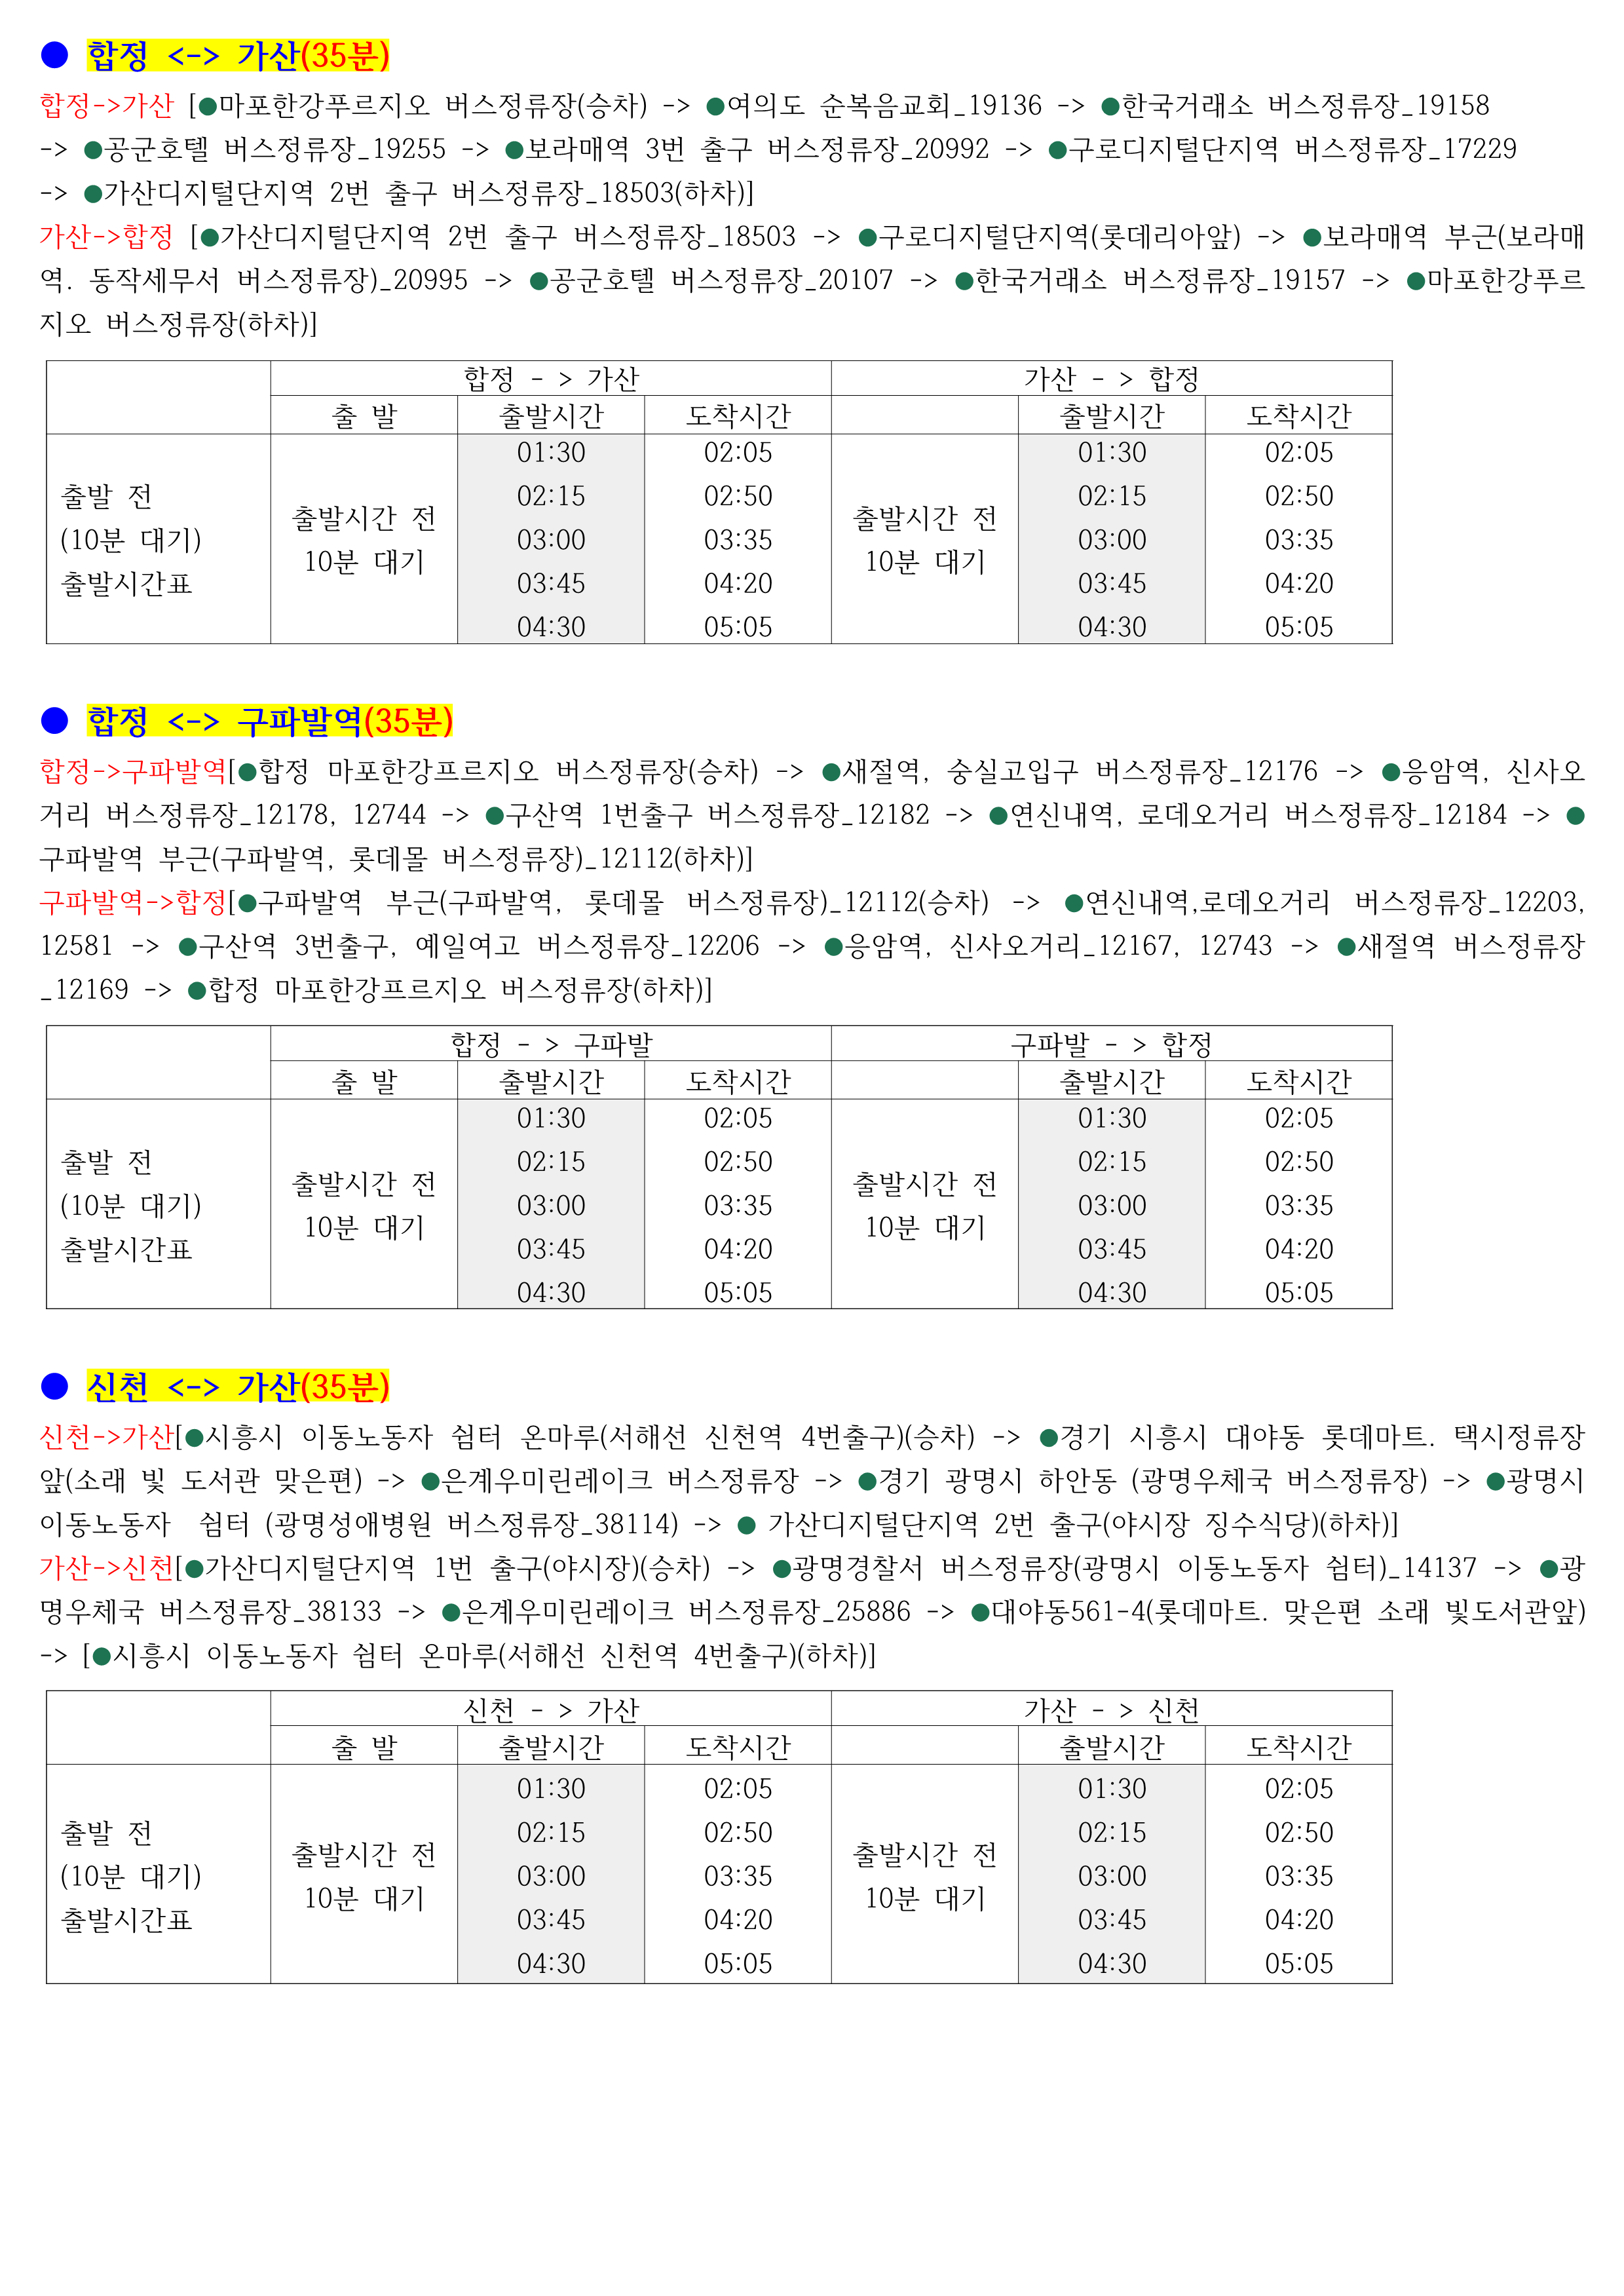 ● 합정 <-> 가산(35분)
합정->가산 [●마포한강푸르지오 버스정류장(승차) -> ●여의도 순복음교회_19136 -> ●한국거래소 버스정류장_19158
-> ●공군호텔 버스정류장_19255 -> ●보라매역 3번 출구 버스정류장_20992 -> ●구로디지털단지역 버스정류장_17229
-> ●가산디지털단지역 2번 출구 버스정류장_18503(하차)]
가산->합정 [●가산디지털단지역 2번 출구 버스정류장_18503 -> ●구로디지털단지역(롯데리아앞) -> ●보라매역 부근(보라매
역. 동작세무서 버스정류장)_20995 -> ●공군호텔 버스정류장_20107 -> ●한국거래소 버스정류장_19157 -> ●마포한강푸르
지오 버스정류장(하차)]
합정 - > 가산 가산 - > 합정
출 발 출발시간 도착시간 출발시간 도착시간
01:30 02:05 01:30 02:05
출발 전 02:15 02:50 02:15 02:50
출발시간 전 출발시간 전
(10분 대기) 03:00 03:35 03:00 03:35
10분 대기 10분 대기
출발시간표 03:45 04:20 03:45 04:20
04:30 05:05 04:30 05:05
● 합정 <-> 구파발역(35분)
합정->구파발역[●합정 마포한강프르지오 버스정류장(승차) -> ●새절역, 숭실고입구 버스정류장_12176 -> ●응암역, 신사오
거리 버스정류장_12178, 12744 -> ●구산역 1번출구 버스정류장_12182 -> ●연신내역, 로데오거리 버스정류장_12184 -> ●
구파발역 부근(구파발역, 롯데몰 버스정류장)_12112(하차)]
구파발역->합정[●구파발역 부근(구파발역, 롯데몰 버스정류장)_12112(승차) -> ●연신내역,로데오거리 버스정류장_12203,
12581 -> ●구산역 3번출구, 예일여고 버스정류장_12206 -> ●응암역, 신사오거리_12167, 12743 -> ●새절역 버스정류장
_12169 -> ●합정 마포한강프르지오 버스정류장(하차)]
합정 - > 구파발 구파발 - > 합정
출 발 출발시간 도착시간 출발시간 도착시간
01:30 02:05 01:30 02:05
출발 전 02:15 02:50 02:15 02:50
출발시간 전 출발시간 전
(10분 대기) 03:00 03:35 03:00 03:35
10분 대기 10분 대기
출발시간표 03:45 04:20 03:45 04:20
04:30 05:05 04:30 05:05
● 신천 <-> 가산(35분)
신천->가산[●시흥시 이동노동자 쉼터 온마루(서해선 신천역 4번출구)(승차) -> ●경기 시흥시 대야동 롯데마트. 택시정류장
앞(소래 빛 도서관 맞은편) -> ●은계우미린레이크 버스정류장 -> ●경기 광명시 하안동 (광명우체국 버스정류장) -> ●광명시
이동노동자 쉼터 (광명성애병원 버스정류장_38114) -> ● 가산디지털단지역 2번 출구(야시장 징수식당)(하차)]
가산->신천[●가산디지털단지역 1번 출구(야시장)(승차) -> ●광명경찰서 버스정류장(광명시 이동노동자 쉼터)_14137 -> ●광
명우체국 버스정류장_38133 -> ●은계우미린레이크 버스정류장_25886 -> ●대야동561-4(롯데마트. 맞은편 소래 빛도서관앞)
-> [●시흥시 이동노동자 쉼터 온마루(서해선 신천역 4번출구)(하차)]
신천 - > 가산 가산 - > 신천
출 발 출발시간 도착시간 출발시간 도착시간
01:30 02:05 01:30 02:05
출발 전 02:15 02:50 02:15 02:50
출발시간 전 출발시간 전
(10분 대기) 03:00 03:35 03:00 03:35
10분 대기 10분 대기
출발시간표 03:45 04:20 03:45 04:20
04:30 05:05 04:30 05:05